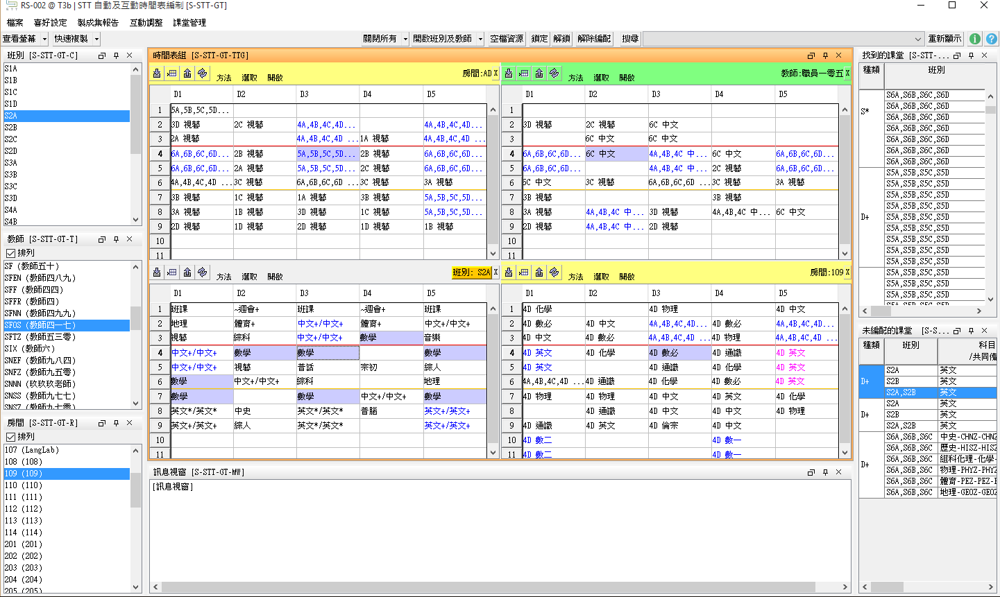 RS-002 @ T3b | STT 自動及互動時間表編制 [S-STT-GT]
檔案 喜好設定 製成集報告 互動調整 課堂管理
查看螢幕 快速複製 關閉所有 開啟班別及教師 空檔資源 鎖定 解鎖 解除編配 搜尋 重新顯示
班別 [S-STT-GT-C]
S1A
S1B
S1C
S1D
S2A
S2B
S2C
S2D
S3A
S3B
S3C
S3D
S4A
S4B
教師 [S-STT-GT-T]
排列
SF (教師五十)
SFEN (教師四八九)
SFF (教師四四)
SFFR (教師四)
SFNN (教師四九九)
SFOS (教師四一七)
SFTZ (教師五三零)
SIX (教師六)
SNEF (教師九八四)
SNFZ (教師九五零)
SNNN (玖玖玖老師)
SNSS (教師九七七)
SNSZ (教師九七零)
房間 [S-STT-GT-R]
排列
107 (LangLab)
108 (108)
109 (109)
110 (110)
111 (111)
112 (112)
113 (113)
114 (114)
201 (201)
202 (202)
203 (203)
204 (204)
205 (205)
時間表組 [S-STT-GT-TTG]
方法 選取 開啟 房間:AD X
D1 D2 D3 D4 D5
1 5A,5B,5C,5D...
2 3D 視藝 2C 視藝 4A,4B,4C,4D... 4A,4B,4C,4D...
3 2A 視藝 4A,4B,4C,4D ... 1A 視藝 4A,4B,4C,4D ...
4 6A,6B,6C,6D... 2B 視藝 5A,5B,5C,5D... 2B 視藝 6A,6B,6C,6D...
5 6A,6B,6C,6D... 2A 視藝 5A,5B,5C,5D... 2C 視藝 6A,6B,6C,6D...
6 4A,4B,4C,4D ... 3C 視藝 6A,6B,6C,6D ... 3C 視藝 3A 視藝
7 3B 視藝 1C 視藝 1A 視藝 3B 視藝 5A,5B,5C,5D...
8 3A 視藝 1B 視藝 3D 視藝 1C 視藝 5A,5B,5C,5D...
9 2D 視藝 1D 視藝 2D 視藝 1D 視藝 1B 視藝
10
11
方法 選取 開啟 教師:職員一零五 X
D1 D2 D3 D4 D5
1
2 3D 視藝 2C 視藝 6C 中文
3 6C 中文 6C 中文
4 6A,6B,6C,6D... 6C 中文 4A,4B,4C 中... 6C 中文 6A,6B,6C,6D...
5 6A,6B,6C,6D... 4A,4B,4C 中... 2C 視藝 6A,6B,6C,6D...
6 6C 中文 3C 視藝 6A,6B,6C,6D ... 3C 視藝 3A 視藝
7 3B 視藝 3B 視藝
8 3A 視藝 4A,4B,4C 中... 3D 視藝 4A,4B,4C 中... 6C 中文
9 2D 視藝 4A,4B,4C 中... 2D 視藝
10
11
方法 選取 開啟 班別: S2A X
D1 D2 D3 D4 D5
1 班課 ~週會+ 班課 ~週會+ 班課
2 地理 體育+ 中文+/中文+ 體育+ 中文+/中文+
3 視藝 綜科 中文+/中文+ 數學 音樂
4 中文+/中文+ 數學 數學 數學
5 中文+/中文+ 視藝 普話 宗初 綜人
6 數學 中文+/中文+ 綜科 地理
7 數學 數學 中文+/中文+ 數學
8 英文*/英文* 中史 英文*/英文* 普腦 英文+/英文+
9 英文+/英文+ 綜人 英文*/英文* 英文+/英文+
10
11
方法 選取 開啟 房間:109 X
D1 D2 D3 D4 D5
1 4D 化學 4D 物理 4D 中文
2 4D 數必 4D 中文 4A,4B,4C,4D... 4D 數必 4A,4B,4C,4D...
3 4D 中文 4D 數必 4A,4B,4C,4D ... 4D 物理 4A,4B,4C,4D ...
4 4D 英文 4D 化學 4D 數必 4D 通識 4D 英文
5 4D 英文 4D 通識 4D 化學 4D 英文
6 4A,4B,4C,4D ... 4D 通識 4D 化學 4D 數必 4D 英文
7 4D 物理 4D 物理 4D 中文 4D 英文 4D 化學
8 4D 通識 4D 中文 4D 中文 4D 物理
9 4D 通識 4D 英文 4D 倫宗 4D 中文
10 4D 數二 4D 數一
11 4D 數二 4D 數一
訊息視窗 [S-STT-GT-MW]
[訊息視窗]
找到的課堂 [S-STT-...
種類 班別
S*
S6A,S6B,S6C,S6D
S6A,S6B,S6C,S6D
S6A,S6B,S6C,S6D
S6A,S6B,S6C,S6D
S6A,S6B,S6C,S6D
S6A,S6B,S6C,S6D
S6A,S6B,S6C,S6D
D+
S5A,S5B,S5C,S5D
S5A,S5B,S5C,S5D
S5A,S5B,S5C,S5D
S5A,S5B,S5C,S5D
S5A,S5B,S5C,S5D
S5A,S5B,S5C,S5D
S5A,S5B,S5C,S5D
S5A,S5B,S5C,S5D
S5A,S5B,S5C,S5D
S5A,S5B,S5C,S5D
S5A,S5B,S5C,S5D
S5A,S5B,S5C,S5D
未編配的課堂 [S-S...
種類 班別 科目
/共同備
D+
S2A 英文
S2B 英文
S2A,S2B 英文
D+
S2A 英文
S2B 英文
S2A,S2B 英文
D+
S6A,S6B,S6C 中史-CHNZ-CHNZ
S6A,S6B,S6C 歷史-HISZ-HISZ
S6A,S6B,S6C 組科化理-化學-
S6A,S6B,S6C 物理-PHYZ-PHYZ
S6A,S6B,S6C 體育-PEZ-PEZ-E
S6A,S6B,S6C 地理-GEOZ-GEOZ